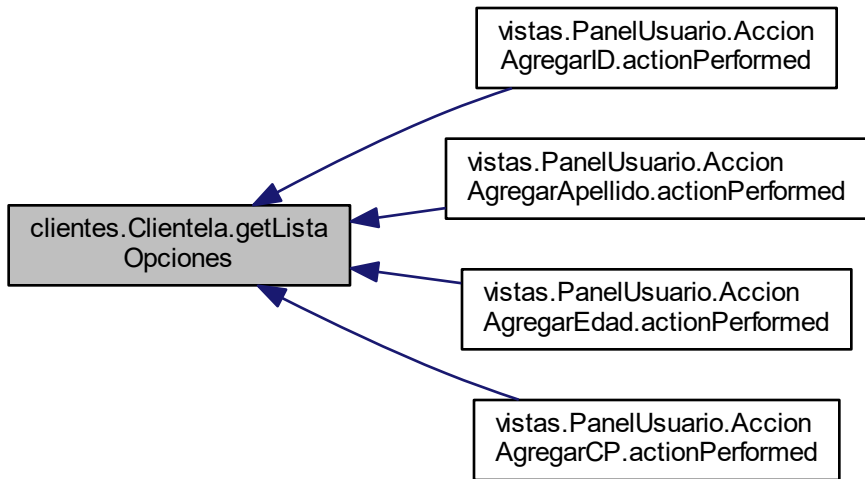 vistas.PanelUsuario.Accion
AgregarID.actionPerformed
vistas.PanelUsuario.Accion
AgregarApellido.actionPerformed
clientes.Clientela.getLista
Opciones
vistas.PanelUsuario.Accion
AgregarEdad.actionPerformed
vistas.PanelUsuario.Accion
AgregarCP.actionPerformed